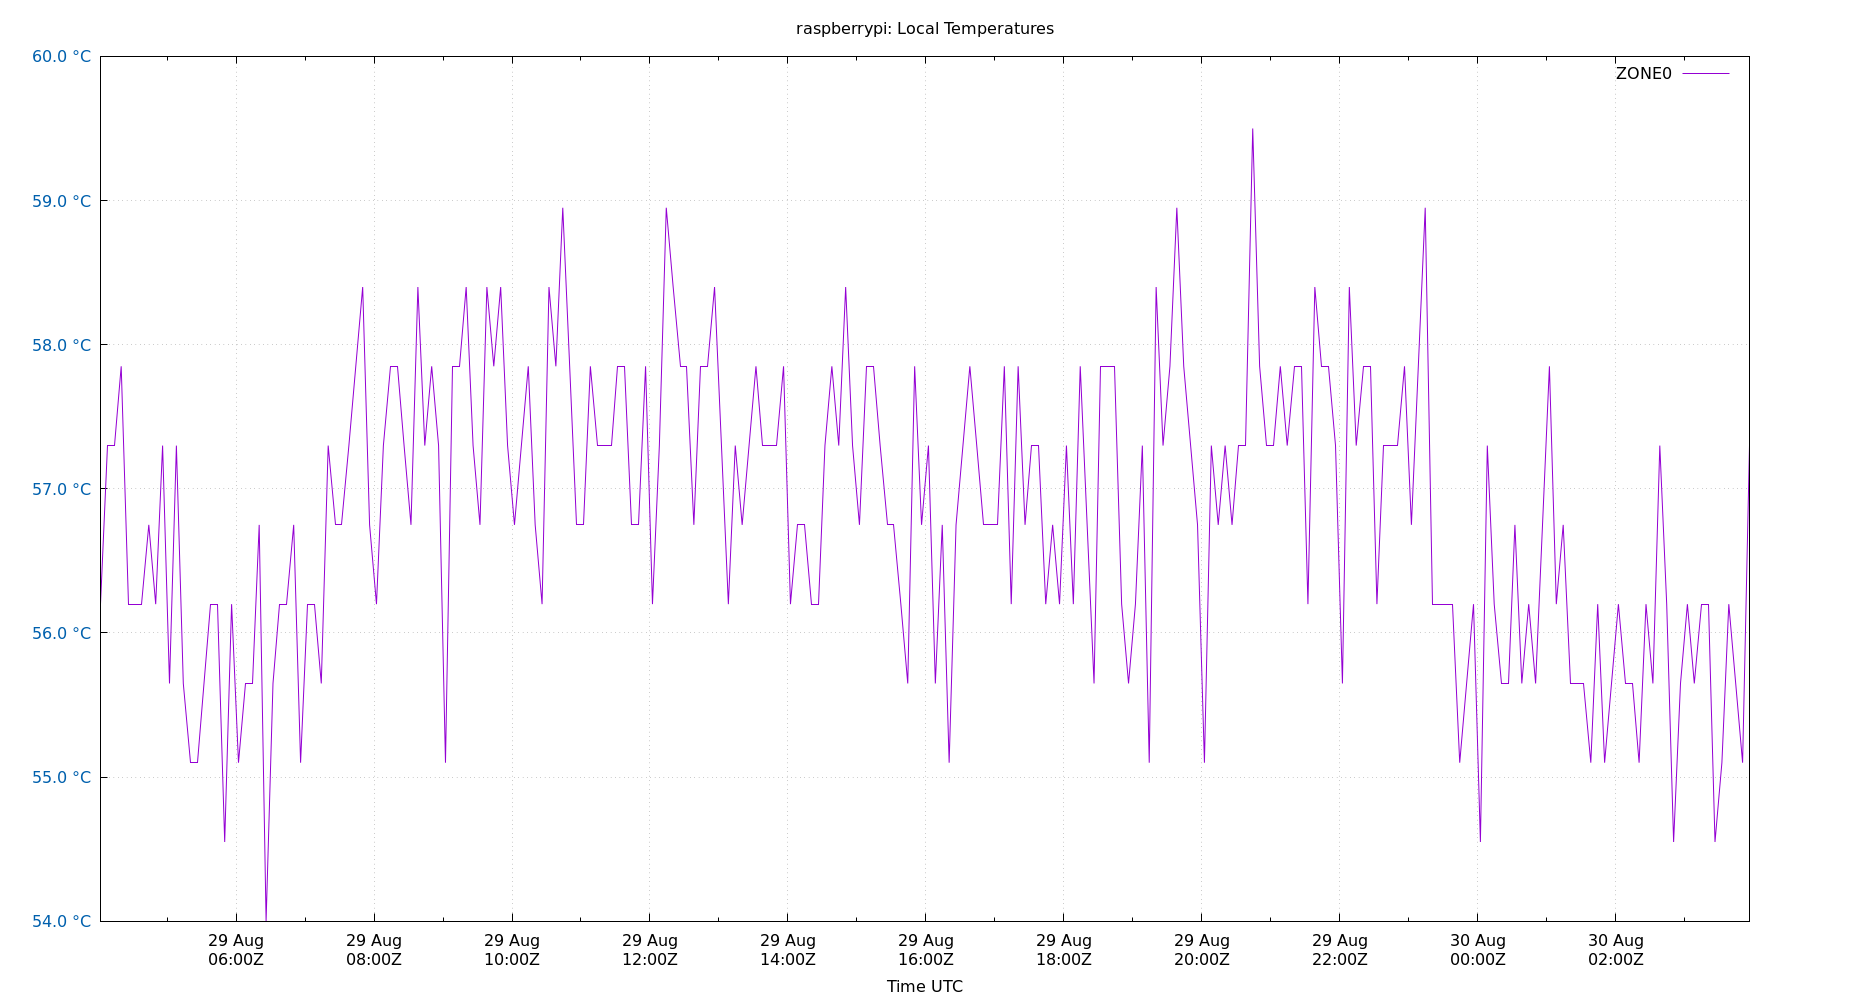 raspberrypi: Local Temperatures
60.0 °C
ZONE0
59.0 °C
58.0 °C
57.0 °C
56.0 °C
55.0 °C
54.0 °C
29 Aug 29 Aug 29 Aug 29 Aug 29 Aug 29 Aug 29 Aug 29 Aug 29 Aug 30 Aug 30 Aug
06:00Z 08:00Z 10:00Z 12:00Z 14:00Z 16:00Z 18:00Z 20:00Z 22:00Z 00:00Z 02:00Z
Time UTC